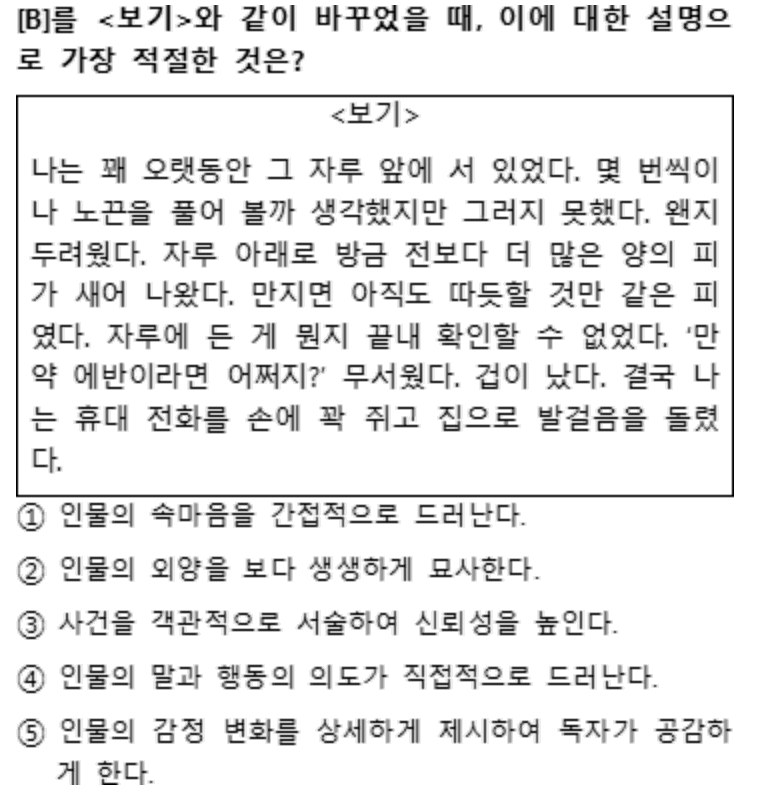 [B]를 <보기>와 같이 바꾸었을 때, 이에 대한 설명으
로 가장 적절한 것은?
<보기>
나는 꽤 오랫동안 그 자루 앞에 서 있었다. 몇 번씩이
나 노끈을 풀어 볼까 생각했지만 그러지 못했다. 왠지
두려웠다. 자루 아래로 방금 전보다 더 많은 양의 피
가 새어 나왔다. 만지면 아직도 따듯할 것만 같은 피
였다. 자루에 든 게 뭔지 끝내 확인할 수 없었다. '만
약 에반이라면 어쩌지?' 무서웠다. 겁이 났다. 결국 나
는 휴대 전화를 손에 꽉 쥐고 집으로 발걸음을 돌렸
다.
① 인물의 속마음을 간접적으로 드러난다.
② 인물의 외양을 보다 생생하게 묘사한다.
③ 사건을 객관적으로 서술하여 신뢰성을 높인다.
④ 인물의 말과 행동의 의도가 직접적으로 드러난다.
⑤ 인물의 감정 변화를 상세하게 제시하여 독자가 공감하
게 한다.